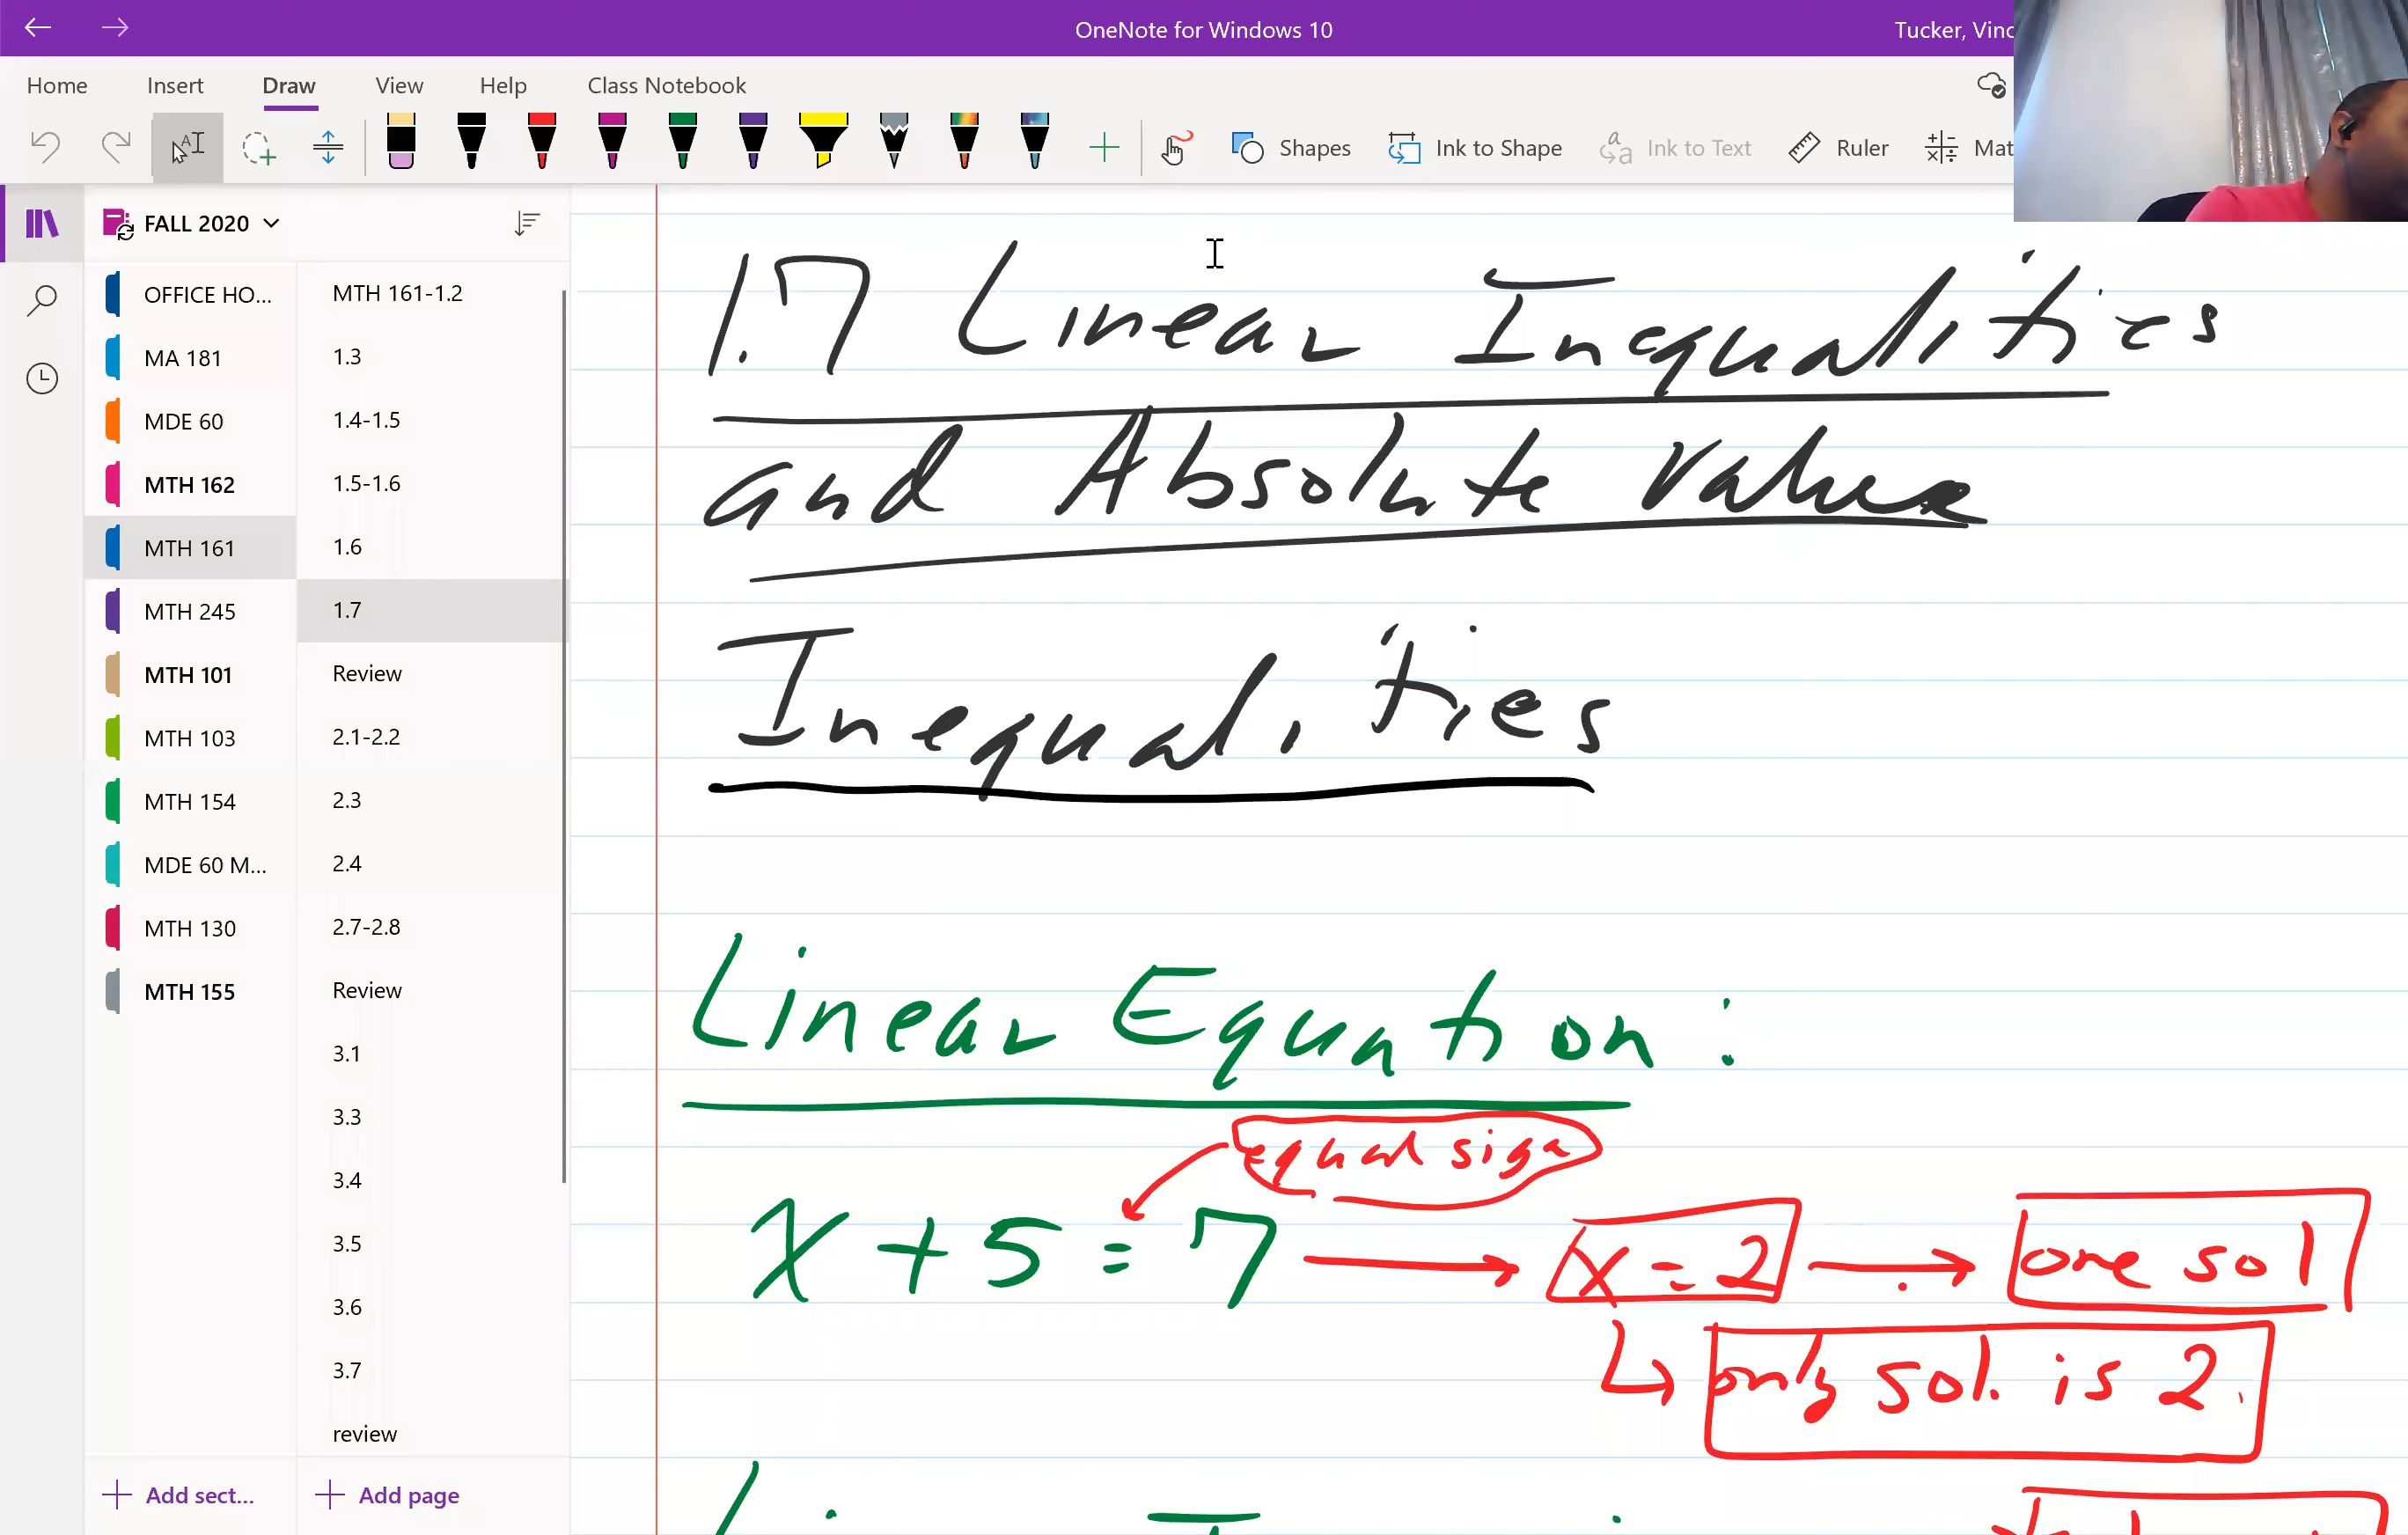 OneNote for Windows 10
Tucker, Vinc
Home Insert Draw View Help Class Notebook
Shapes Ink to Shape Ink to Text Ruler Mat
FALL 2020
OFFICE HO...
MA 181
MDE 60
MTH 162
MTH 161
MTH 245
MTH 101
MTH 103
MTH 154
MDE 60 M...
MTH 130
MTH 155
Add sect...
MTH 161-1.2
1.3
1.4-1.5
1.5-1.6
1.6
1.7
Review
2.1-2.2
2.3
2.4
2.7-2.8
Review
3.1
3.3
3.4
3.5
3.6
3.7
review
Add page
1.7 Linear Inequalities
and Absolute Value
Inequalities
Linear Equation:
equal sign
x + 5 = 7 → x = 2 → one sol
only sol. is 2.